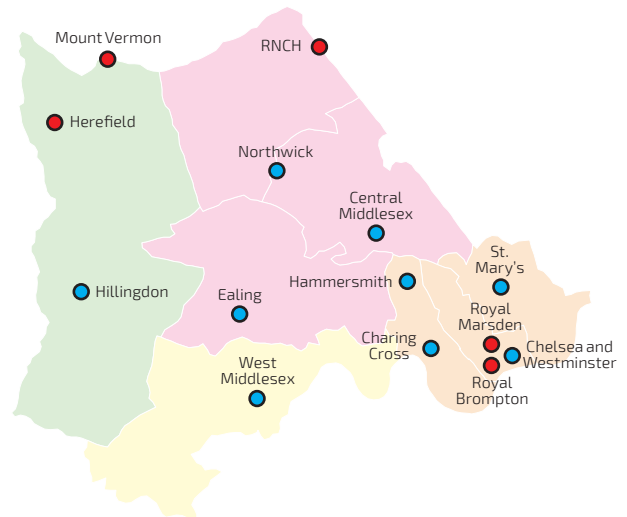 Mount Vernon
RNCH
Herefield
Northwick
Central
Middlesex
St.
Mary's
Hammersmith
Hillingdon
Ealing
Royal
Marsden
Charing
Cross
Chelsea and
Westminster
West
Middlesex
Royal
Brompton